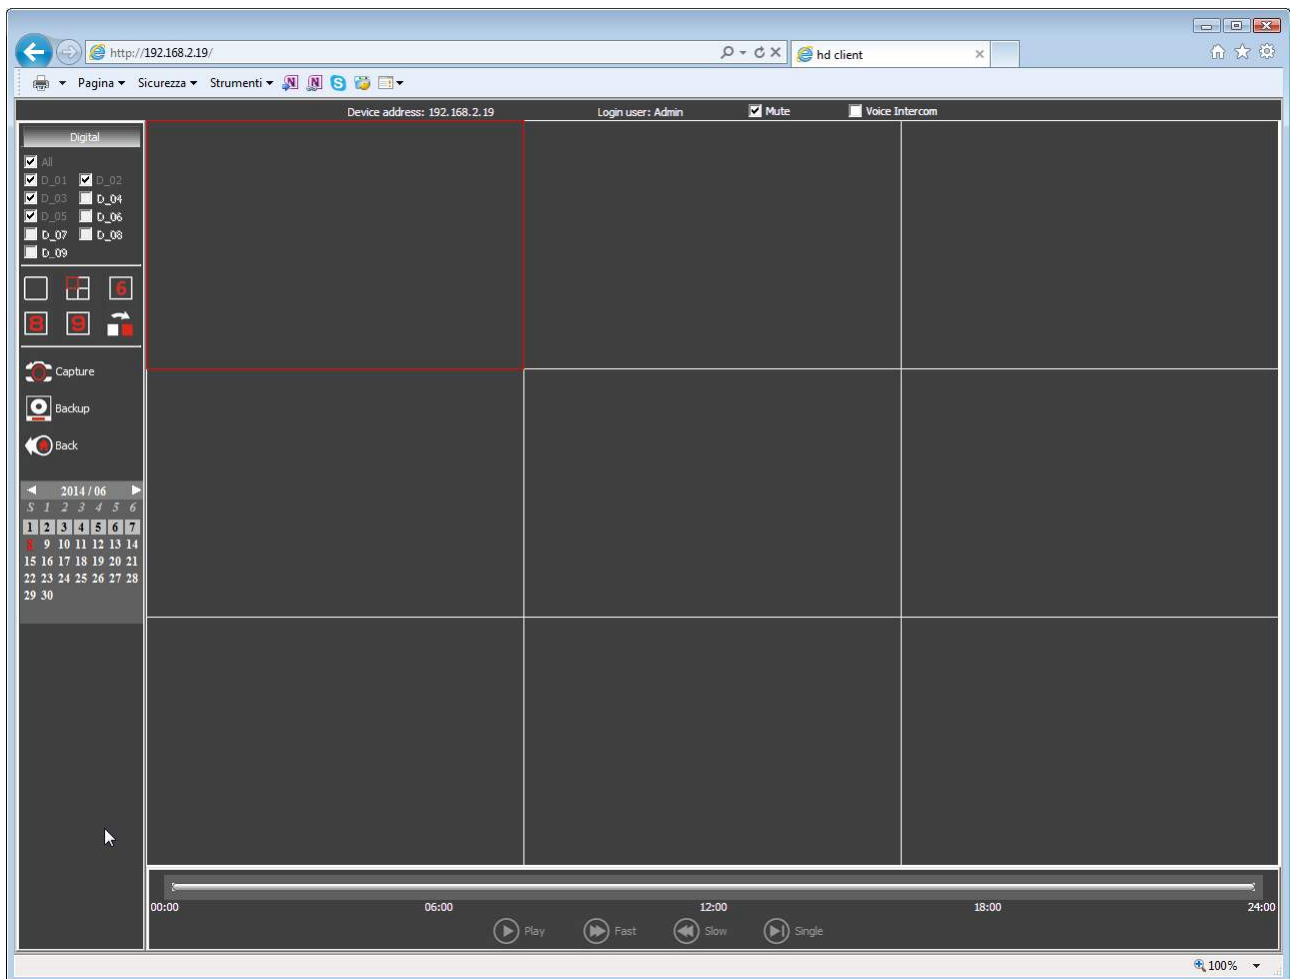 http://192.168.2.19/
hd client
Pagina Sicurezza Strumenti
Device address: 192.168.2.19 Login user: Admin Mute Voice Intercom
Digital
All
D_01 D_02
D_03 D_04
D_05 D_06
D_07 D_08
D_09
6
8 9
Capture
Backup
Back
2014 / 06
S 1 2 3 4 5 6
1 2 3 4 5 6 7
8 9 10 11 12 13 14
15 16 17 18 19 20 21
22 23 24 25 26 27 28
29 30
00:00 06:00 12:00 18:00 24:00
Play Fast Slow Single
100%